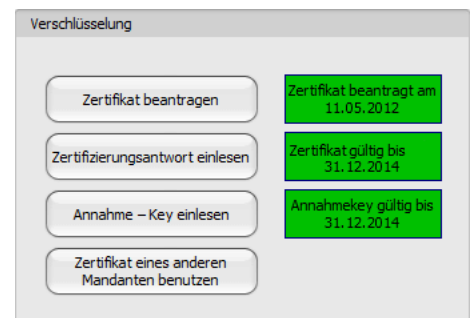 Verschlüsselung
Zertifikat beantragen
Zertifikat beantragt am
11.05.2012
Zertifizierungsantwort einlesen
Zertifikat gültig bis
31.12.2014
Annahme – Key einlesen
Annahmekey gültig bis
31.12.2014
Zertifikat eines anderen
Mandanten benutzen